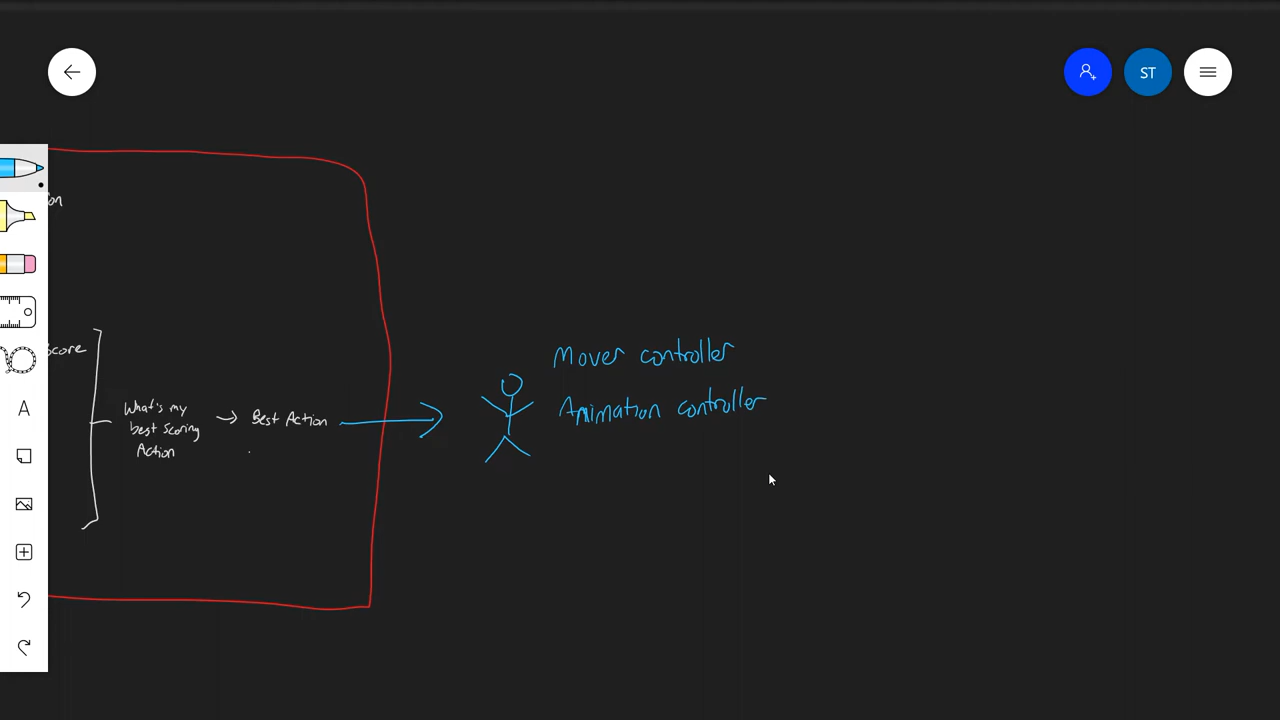 ST
on
Score
What's my
best scoring
Action
Best Action
Mover controller
Animation controller
A